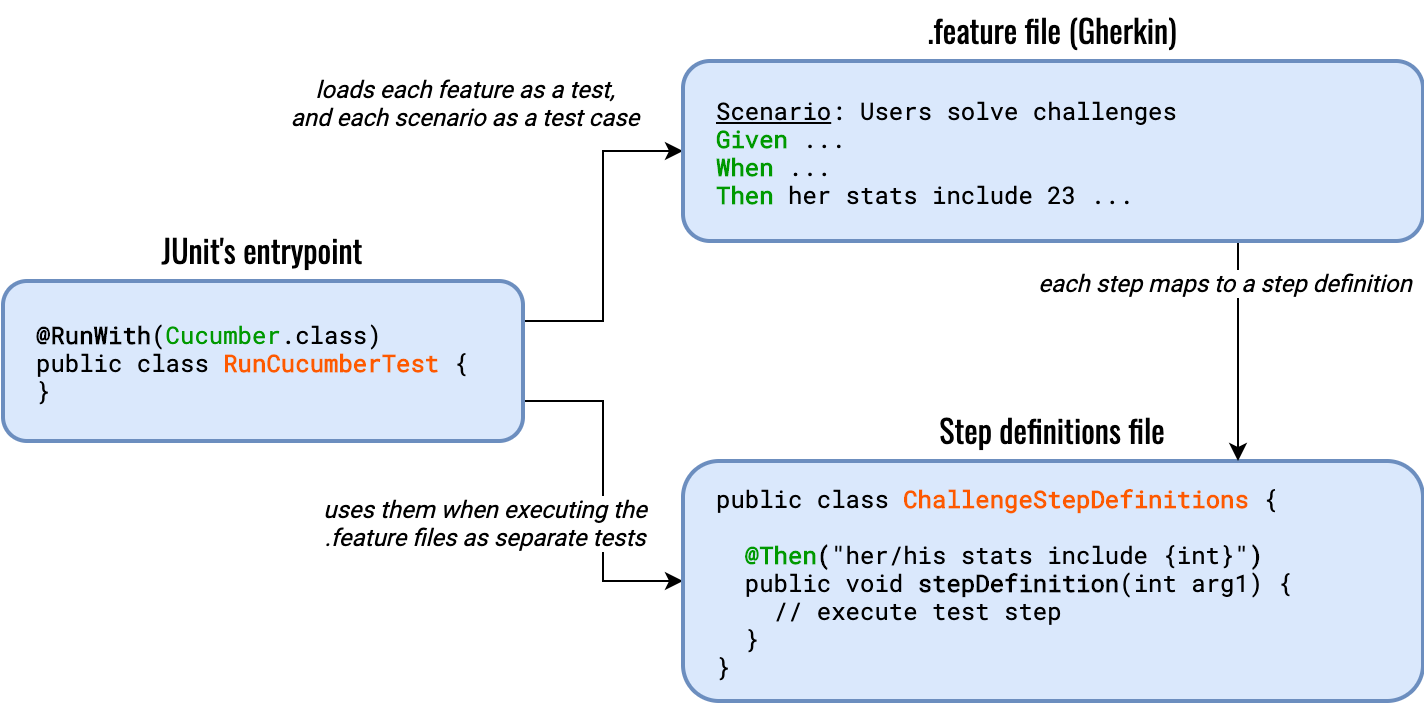 .feature file (Gherkin)
loads each feature as a test,
and each scenario as a test case
Scenario: Users solve challenges
Given ...
When ...
Then her stats include 23 ...
JUnit's entrypoint
@RunWith(Cucumber.class)
public class RunCucumberTest {
}
each step maps to a step definition
Step definitions file
uses them when executing the
.feature files as separate tests
public class ChallengeStepDefinitions {
@Then("her/his stats include {int}")
public void stepDefinition(int arg1) {
// execute test step
}
}